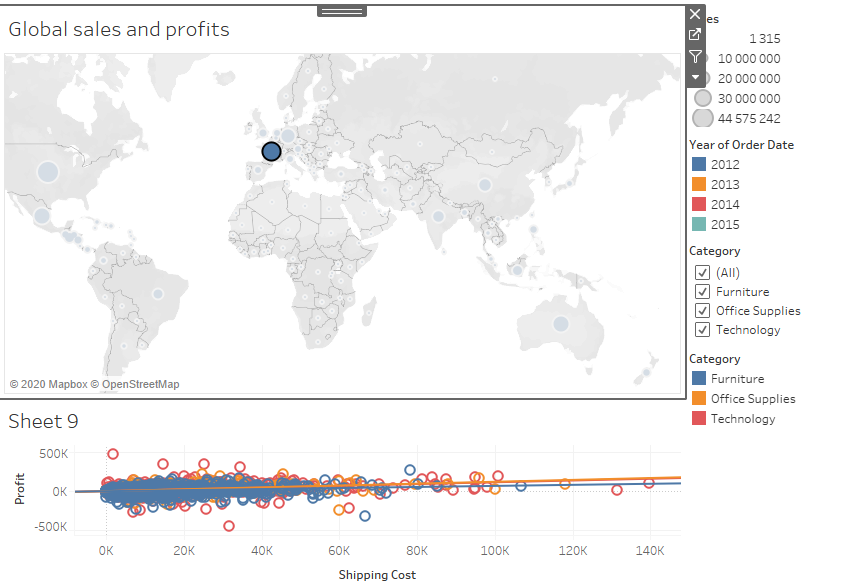 Global sales and profits
es
1 315
10 000 000
20 000 000
30 000 000
44 575 242
Year of Order Date
2012
2013
2014
2015
Category
(All)
Furniture
Office Supplies
Technology
Category
Furniture
Office Supplies
Technology
© 2020 Mapbox © OpenStreetMap
Sheet 9
Profit
500K
0K
-500K
0K 20K 40K 60K 80K 100K 120K 140K
Shipping Cost